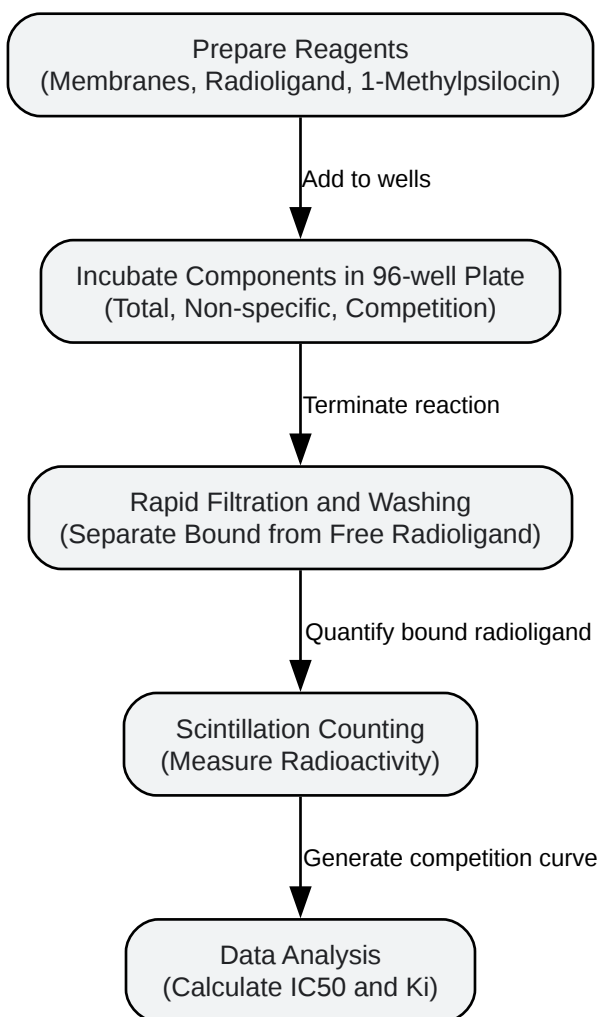 Prepare Reagents
(Membranes, Radioligand, 1-Methylpsilocin)
Add to wells
Incubate Components in 96-well Plate
(Total, Non-specific, Competition)
Terminate reaction
Rapid Filtration and Washing
(Separate Bound from Free Radioligand)
Quantify bound radioligand
Scintillation Counting
(Measure Radioactivity)
Generate competition curve
Data Analysis
(Calculate IC50 and Ki)